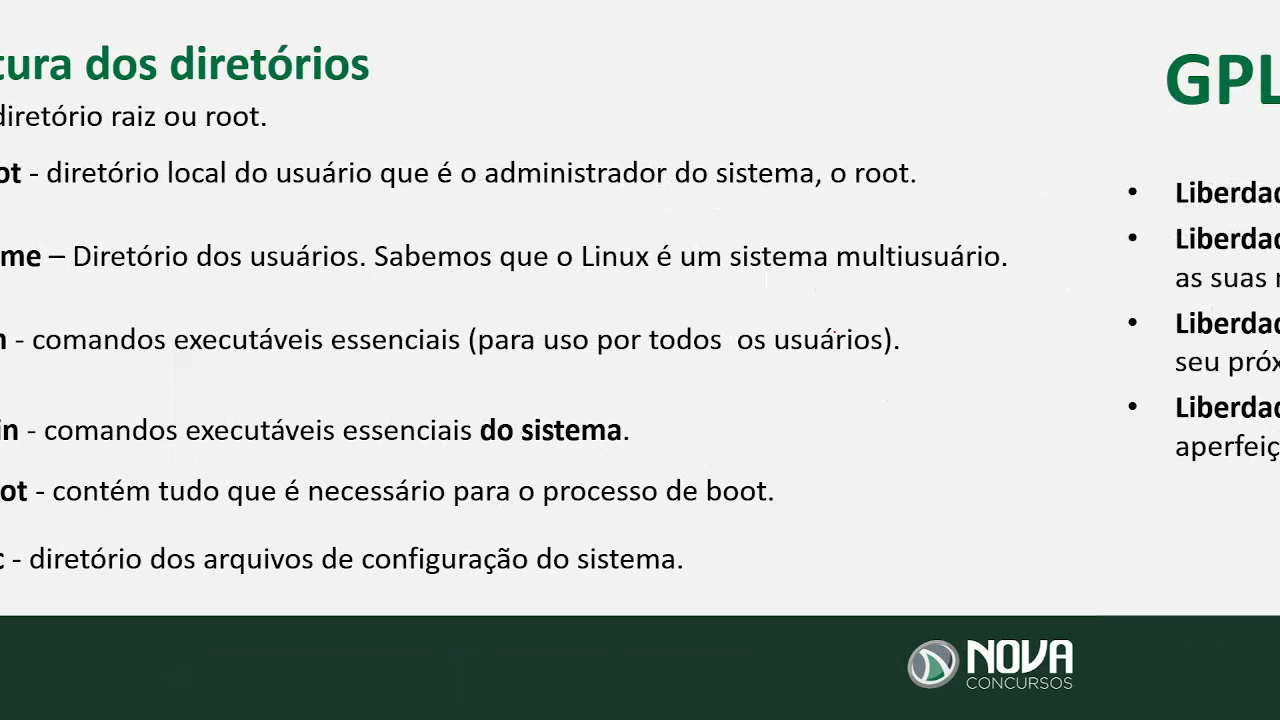 tura dos diretórios
diretório raiz ou root.
ot - diretório local do usuário que é o administrador do sistema, o root.
me – Diretório dos usuários. Sabemos que o Linux é um sistema multiusuário.
n - comandos executáveis essenciais (para uso por todos os usuários).
in - comandos executáveis essenciais do sistema.
ot - contém tudo que é necessário para o processo de boot.
c - diretório dos arquivos de configuração do sistema.
GPL
• Liberdad
• Liberdad
as suas
• Liberdad
seu próx
• Liberdad
aperfeiç
NOVA
CONCURSOS